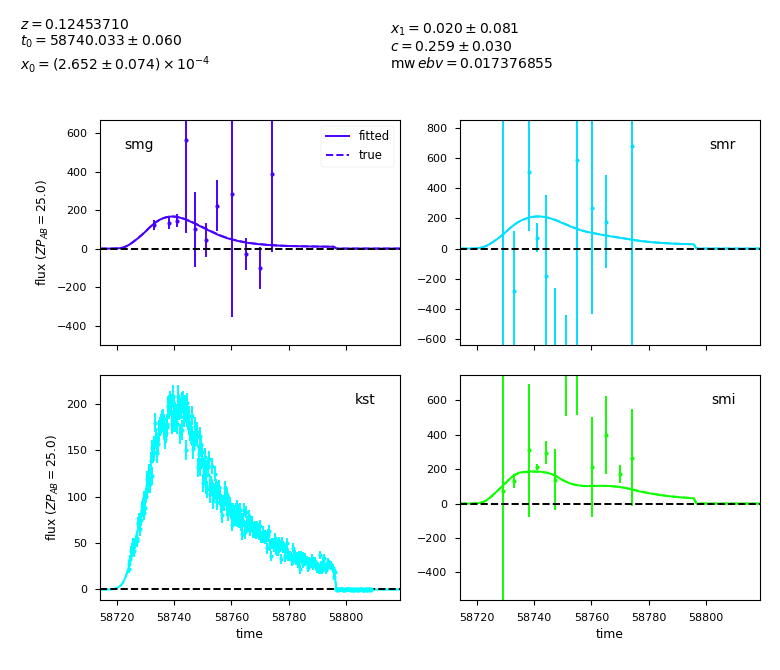 z = 0.12453710
t₀ = 58740.033 ± 0.060
x₀ = (2.652 ± 0.074) × 10⁻⁴
x₁ = 0.020 ± 0.081
c = 0.259 ± 0.030
mw ebv = 0.017376855
smg
fitted
true
600
400
200
0
−200
−400
flux (ZP_AB = 25.0)
smr
800
600
400
200
0
−200
−400
−600
kst
200
150
100
50
0
flux (ZP_AB = 25.0)
58720 58740 58760 58780 58800
time
smi
600
400
200
0
−200
−400
58720 58740 58760 58780 58800
time